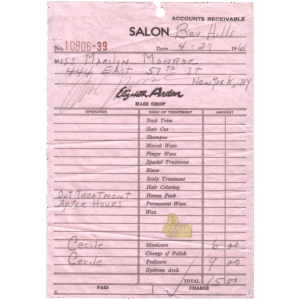 ACCOUNTS RECEIVABLE
SALON Bev. Hills
No. 10806-39 Date 4-27 1961
Miss Marilyn Monroe
444 EAST 57th ST
New York, NY
Elizabeth Arden
HAIR SHOP
OPERATOR KIND OF TREATMENT AMOUNT
Neck Trim
Hair Cut
Shampoo
Marcel Wave
Finger Wave
Special Treatment
Rinse
Scalp Treatment
Hair Coloring
OUT TREATMENT Henna Pack
AFTER HOURS Permanent Wave
Wax
Cecile Manicure 6 00
Change of Polish
Cecile Pedicure 9 00
Eyebrow Arch
TOTAL 15 00
PAID CHARGE